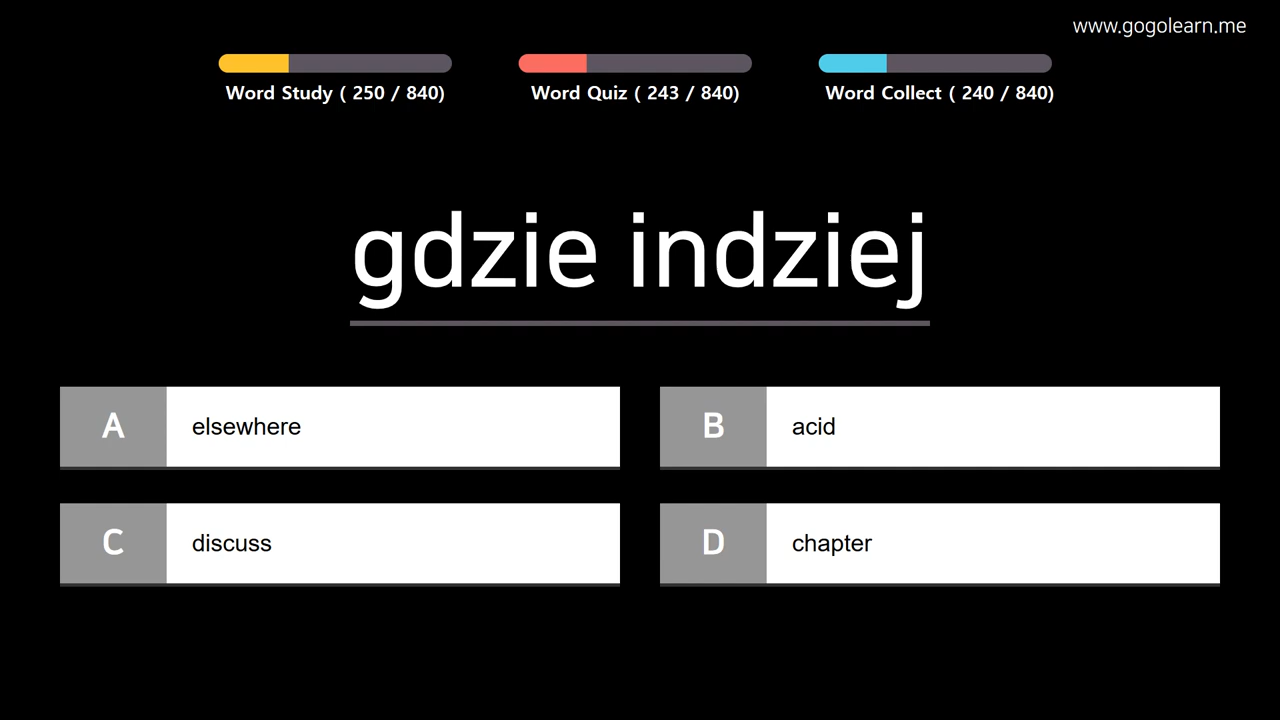 www.gogolearn.me
Word Study ( 250 / 840)
Word Quiz ( 243 / 840)
Word Collect ( 240 / 840)
gdzie indziej
A
elsewhere
B
acid
C
discuss
D
chapter